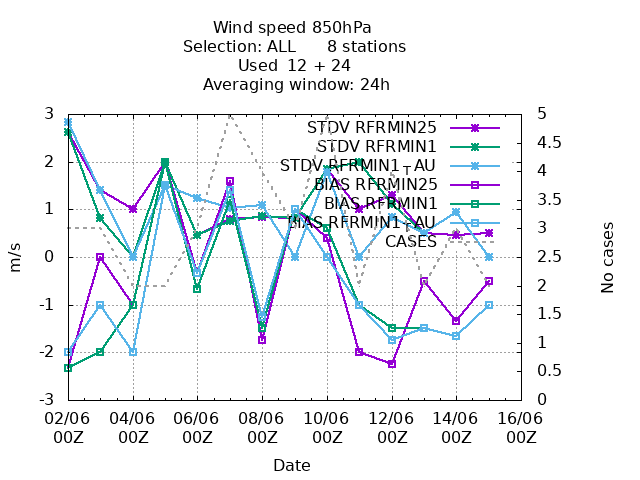 Wind speed 850hPa
Selection: ALL 8 stations
Used 12 + 24
Averaging window: 24h
3 5
STDV RFRMIN25
4.5
STDV RFRMIN1
2 STDV RFRMIN1_AU 4
BIAS RFRMIN25
1 BIAS RFRMIN1 3.5
BIAS RFRMIN1_AU
CASES 3
m/s 0 2.5 No cases
2
-1 1.5
-2 1
0.5
-3 0
02/06 04/06 06/06 08/06 10/06 12/06 14/06 16/06
00Z 00Z 00Z 00Z 00Z 00Z 00Z 00Z
Date